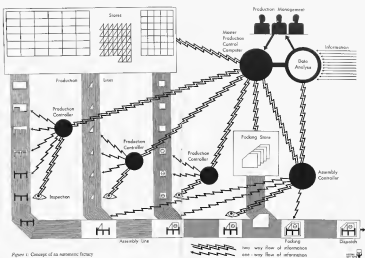 Production Management
Stores
Master
Production
Control
Computer
Data
Analysis
Information
Production Lines
Production
Controller
Production
Controller
Production
Controller
Packing Store
Assembly
Controller
Inspection
Assembly Line
Packing
Dispatch
two way flow of information
one - way flow of information
Figure 1: Concept of an automatic factory